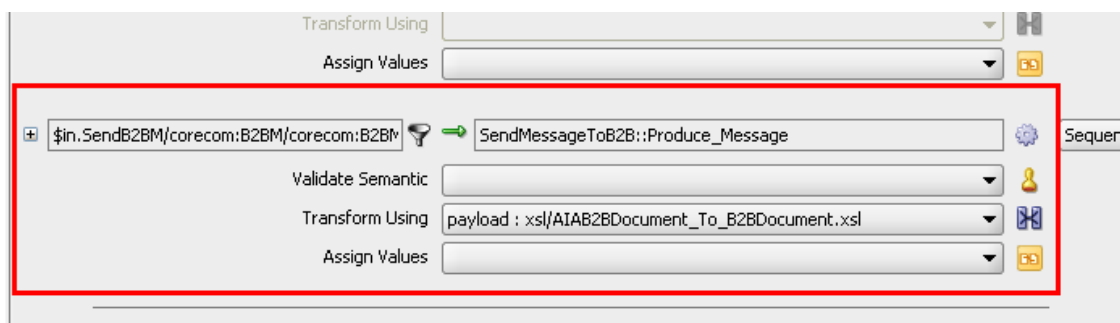 Transform Using
Assign Values
$in.SendB2BM/corecom:B2BM/corecom:B2BM SendMessageToB2B::Produce_Message Sequen
Validate Semantic
Transform Using payload : xsl/AIAB2BDocument_To_B2BDocument.xsl
Assign Values